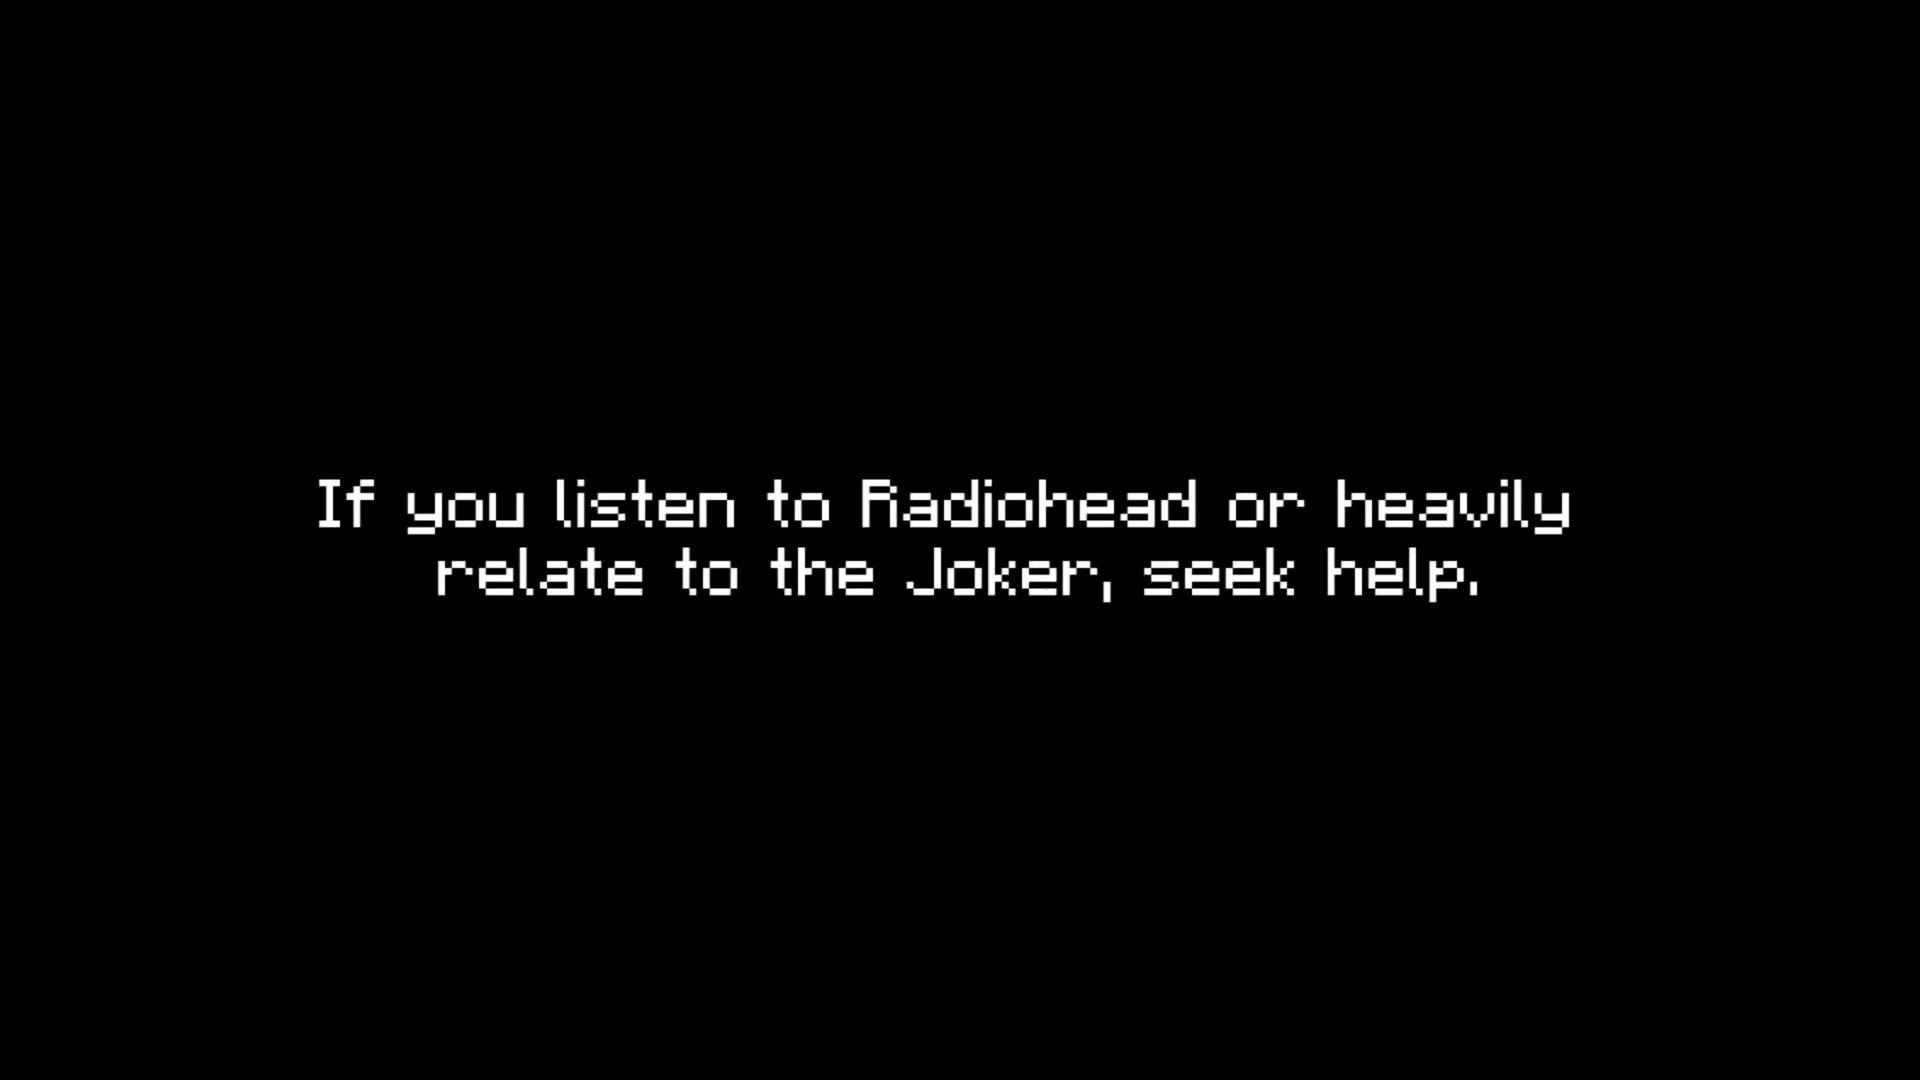 If you listen to Radiohead or heavily
relate to the Joker, seek help.